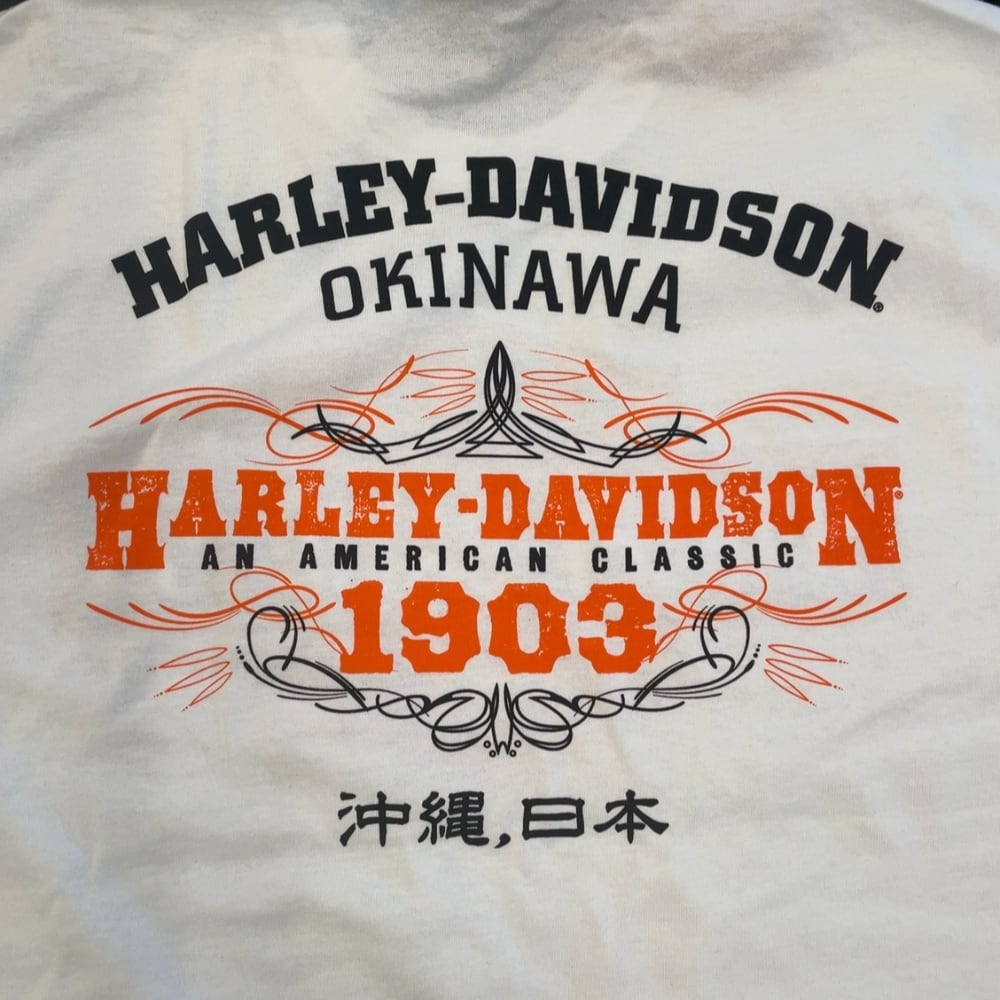 HARLEY-DAVIDSON®
OKINAWA
HARLEY-DAVIDSON®
AN AMERICAN CLASSIC
1903
沖縄,日本